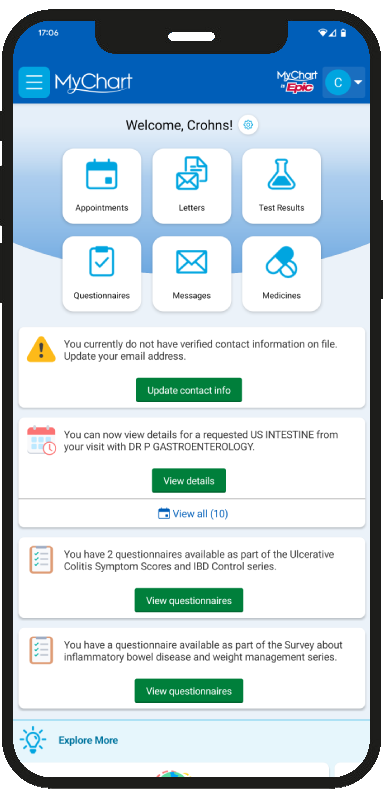 17:06
MyChart
MyChart
by Epic
C
Welcome, Crohns!
Appointments
Letters
Test Results
Questionnaires
Messages
Medicines
You currently do not have verified contact information on file.
Update your email address.
Update contact info
You can now view details for a requested US INTESTINE from
your visit with DR P GASTROENTEROLOGY.
View details
View all (10)
You have 2 questionnaires available as part of the Ulcerative
Colitis Symptom Scores and IBD Control series.
View questionnaires
You have a questionnaire available as part of the Survey about
inflammatory bowel disease and weight management series.
View questionnaires
Explore More